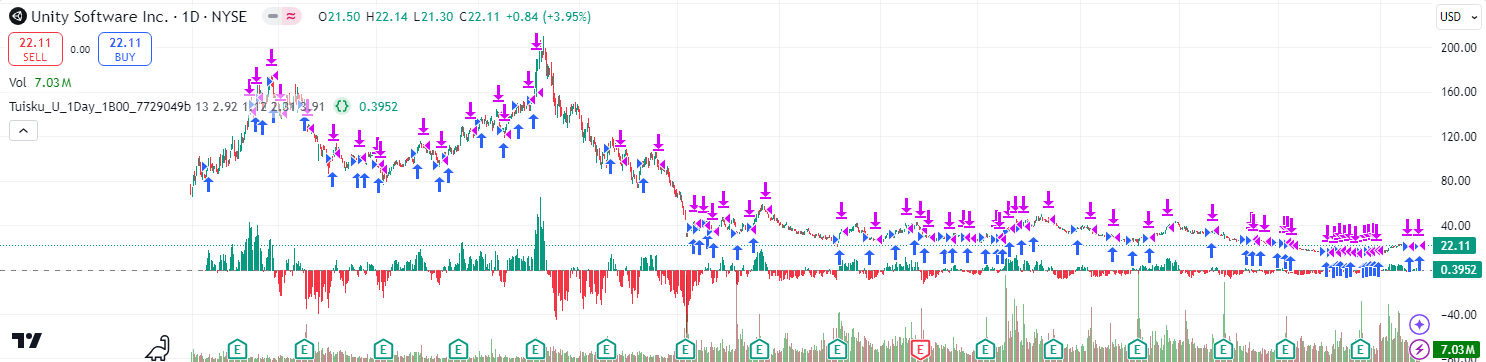 Unity Software Inc. · 1D · NYSE O21.50 H22.14 L21.30 C22.11 +0.84 (+3.95%)
USD
22.11
SELL
0.00
22.11
BUY
Vol 7.03 M
Tuisku_U_1Day_1B00_7729049b 13 2.92 1.12 2.31 3.91 {} 0.3952
200.00
160.00
120.00
80.00
40.00
22.11
0.3952
−40.00
7.03 M
E E E E E E E E E E E E E E E E